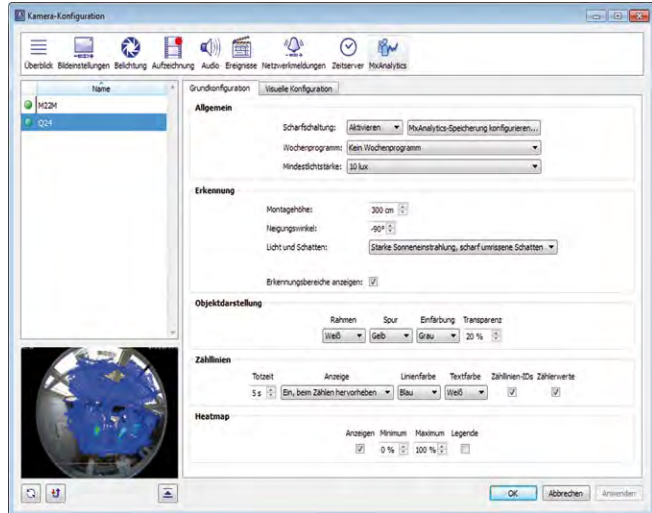 Kamera-Konfiguration
Überblick Bildeinstellungen Belichtung Aufzeichnung Audio Ereignisse Netzwerkmeldungen Zeitserver MxAnalytics
Name
M22M
Q24
Grundkonfiguration Visuelle Konfiguration
Allgemein
Scharfschaltung: Aktivieren MxAnalytics-Speicherung konfigurieren...
Wochenprogramm: Kein Wochenprogramm
Mindestlichtstärke: 10 lux
Erkennung
Montagehöhe: 300 cm
Neigungswinkel: -90°
Licht und Schatten: Starke Sonneneinstrahlung, scharf umrissene Schatten
Erkennungsbereiche anzeigen:
Objektdarstellung
Rahmen Spur Einfärbung Transparenz
Weiß Gelb Grau 20 %
Zähllinien
Totzeit Anzeige Linienfarbe Textfarbe Zähllinien-IDs Zählerwerte
5 s Ein, beim Zählen hervorheben Blau Weiß
Heatmap
Anzeigen Minimum Maximum Legende
0 % 100 %
OK Abbrechen Anwenden